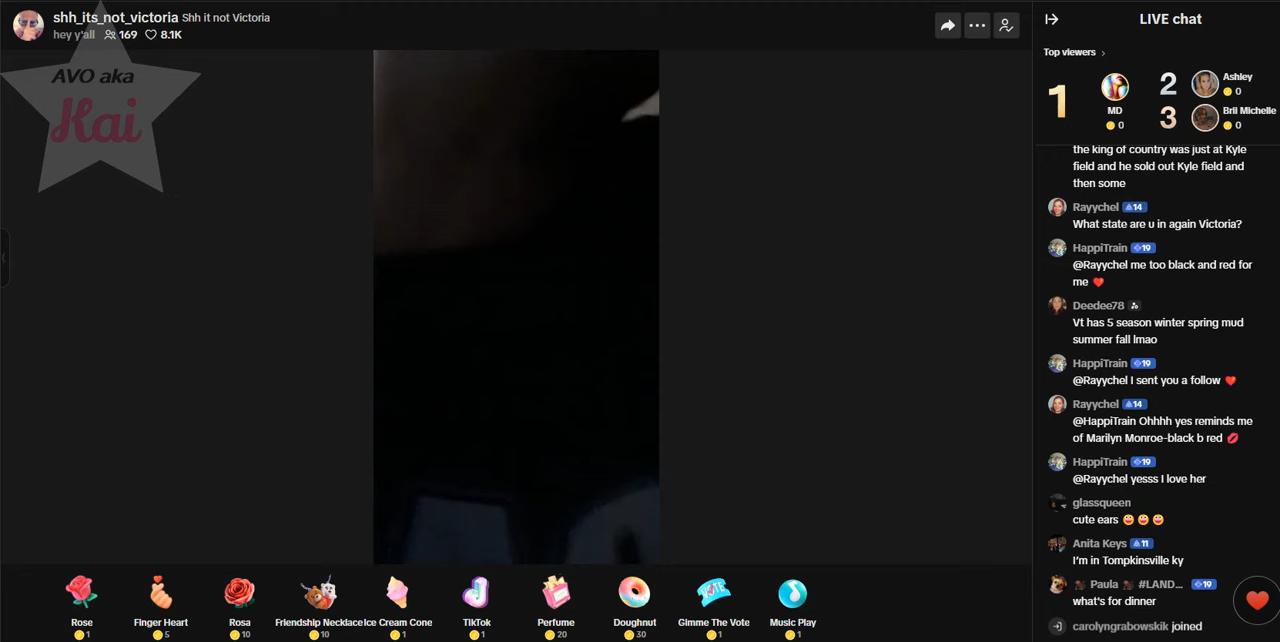 shh_its_not_victoria Shh it not Victoria
hey y'all 169 8.1K
AVO aka
Kai
LIVE chat
Top viewers
1
MD
0
2
Ashley
0
3
Bril Michelle
0
the king of country was just at Kyle
field and he sold out Kyle field and
then some
Rayychel 14
What state are u in again Victoria?
HappiTrain 19
@Rayychel me too black and red for
me ❤️
Deedee78
Vt has 5 season winter spring mud
summer fall lmao
HappiTrain 19
@Rayychel I sent you a follow ❤️
Rayychel 14
@HappiTrain Ohhhh yes reminds me
of Marilyn Monroe-black b red 💋
HappiTrain 19
@Rayychel yesss I love her
glassqueen
cute ears
Anita Keys 11
I'm in Tompkinsville ky
Paula #LAND... 19
what's for dinner
carolyngrabowskik joined
Rose
1
Finger Heart
5
Rosa
10
Friendship Necklace
10
Ice Cream Cone
1
TikTok
1
Perfume
20
Doughnut
30
Gimme The Vote
1
Music Play
1